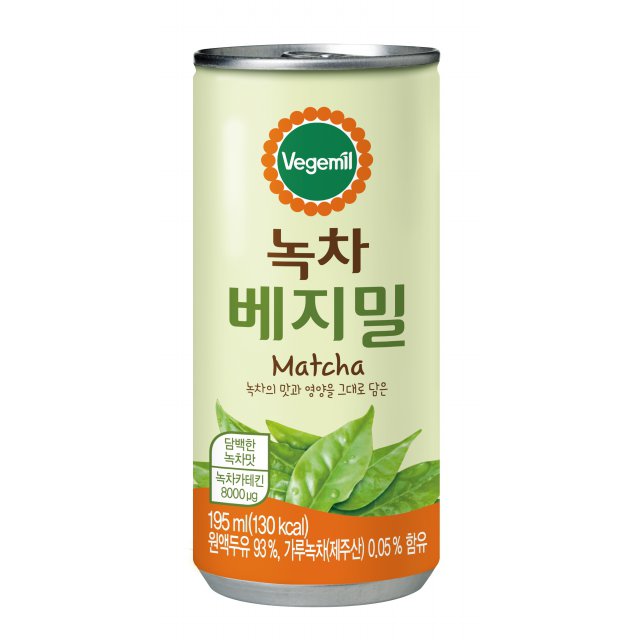 Vegemil
녹차
베지밀
Matcha
녹차의 맛과 영양을 그대로 담은
담백한
녹차맛
녹차카테킨
8000μg
195 ml(130 kcal)
원액두유 93%, 가루녹차(제주산) 0.05% 함유